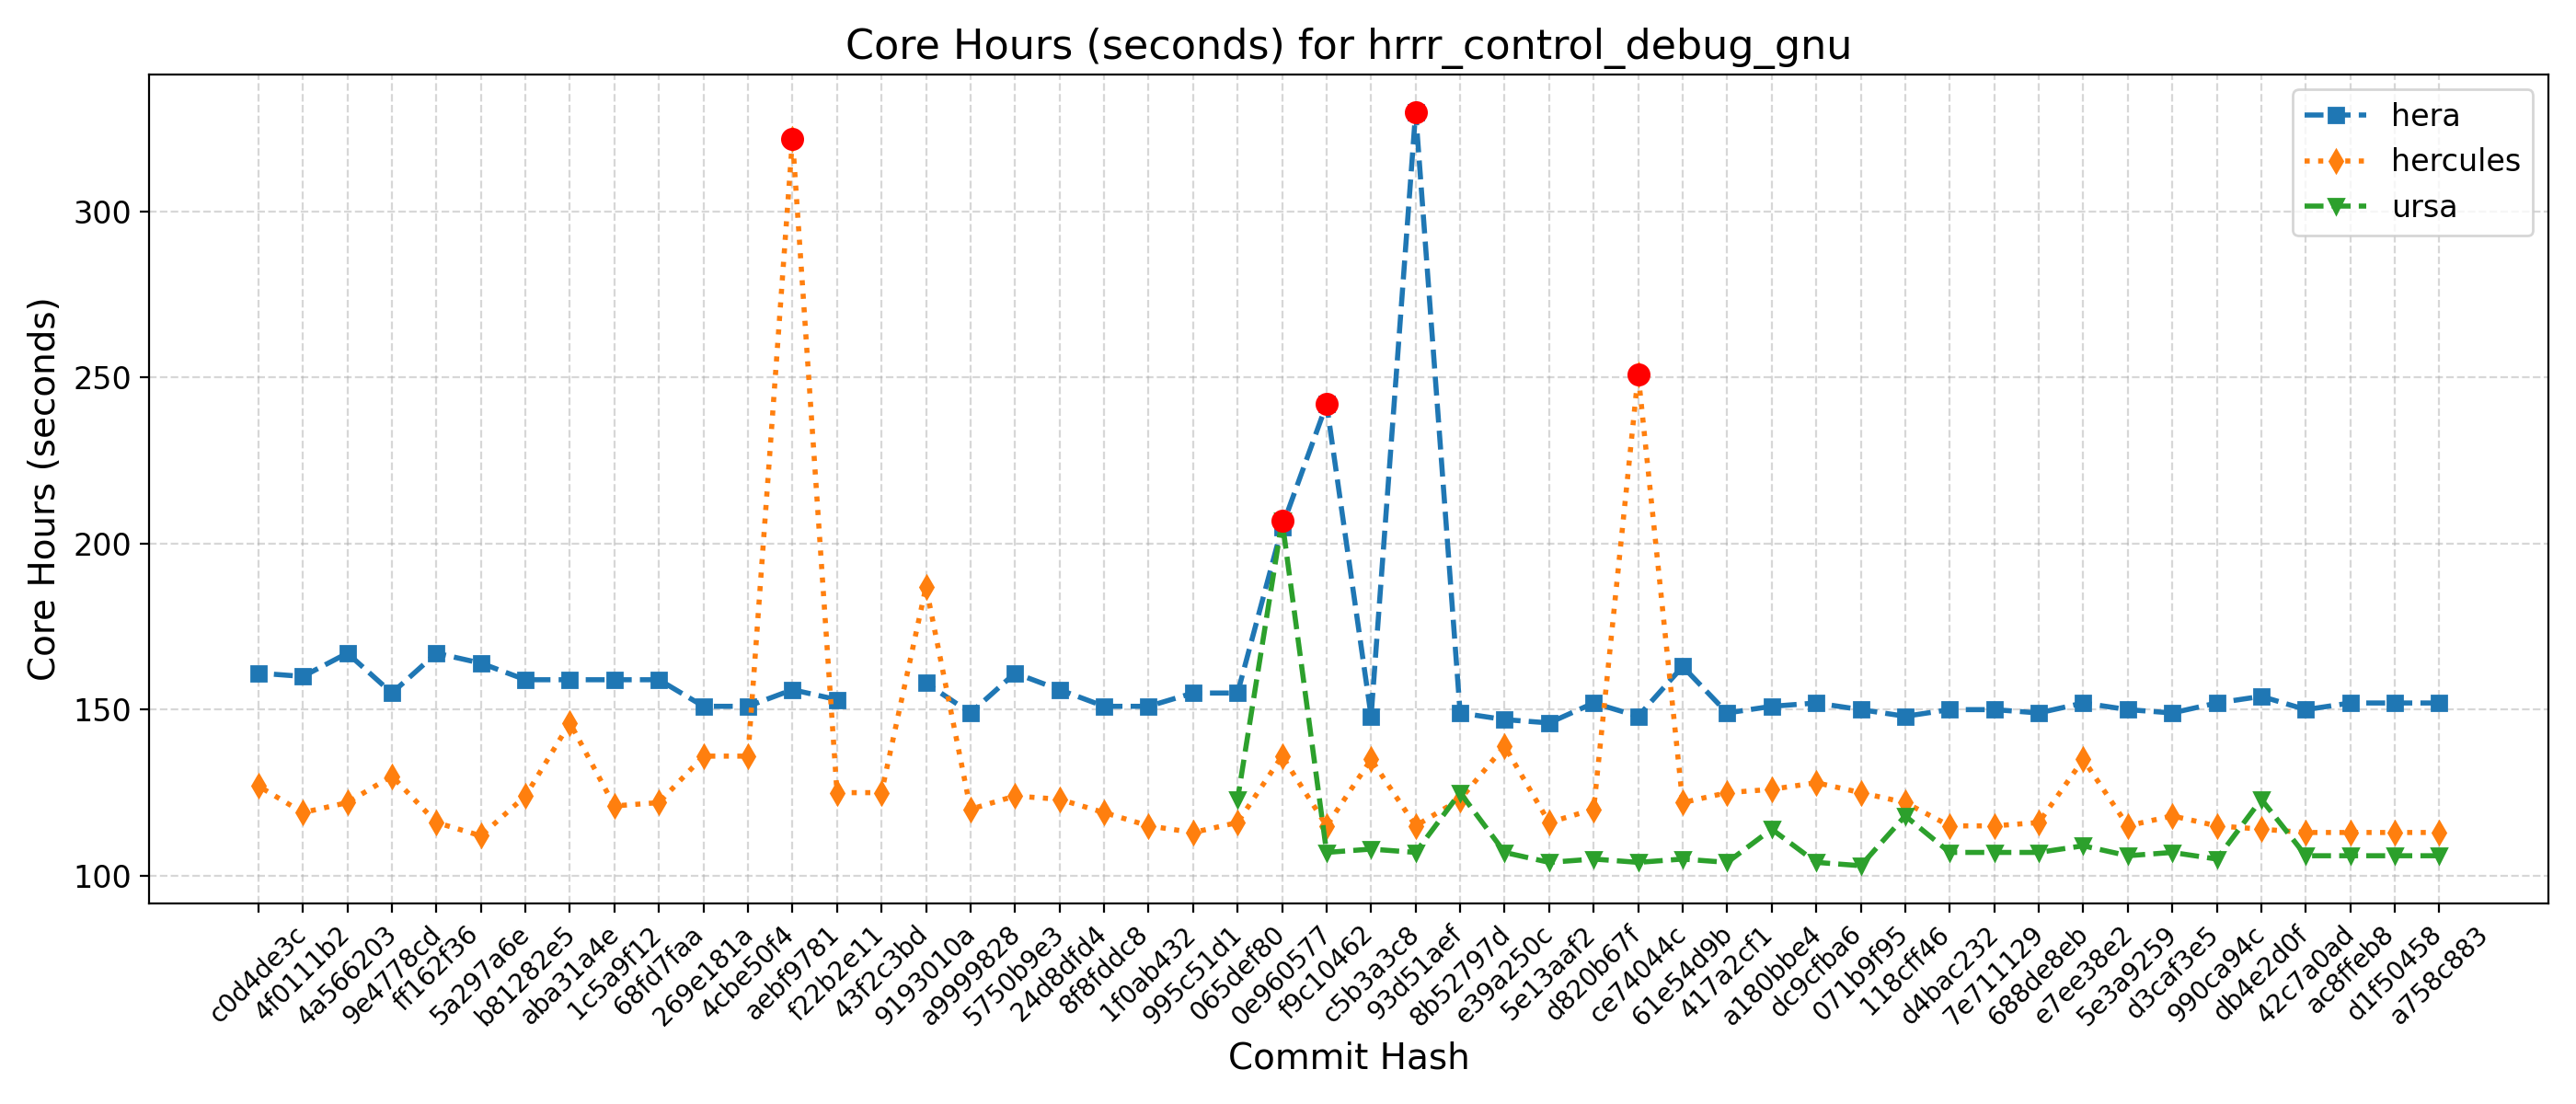 Core Hours (seconds) for hrrr_control_debug_gnu
hera
hercules
ursa
Core Hours (seconds)
300
250
200
150
100
c0d4de3c
4f0111b2
4a566203
9e4778cd
ff162f36
5a297a6e
b81282e5
aba31a4e
1c5a9f12
68fd7faa
269e181a
4cbe50f4
aebf9781
f22b2e11
43f2c3bd
9193010a
a9999828
5750b9e3
24d8dfd4
8f8fddc8
1f0ab432
995c51d1
065def80
0e960577
f9c10462
c5b3a3c8
93d51aef
8b52797d
e39a250c
5e13aaf2
d820b67f
ce74044c
61e54d9b
417a2cf1
a180bbe4
dc9cfba6
071b9f95
118cff46
d4bac232
7e711129
688de8eb
e7ee38e2
5e3a9259
d3caf3e5
990ca94c
db4e2d0f
42c7a0ad
ac8ffeb8
d1f50458
a758c883
Commit Hash